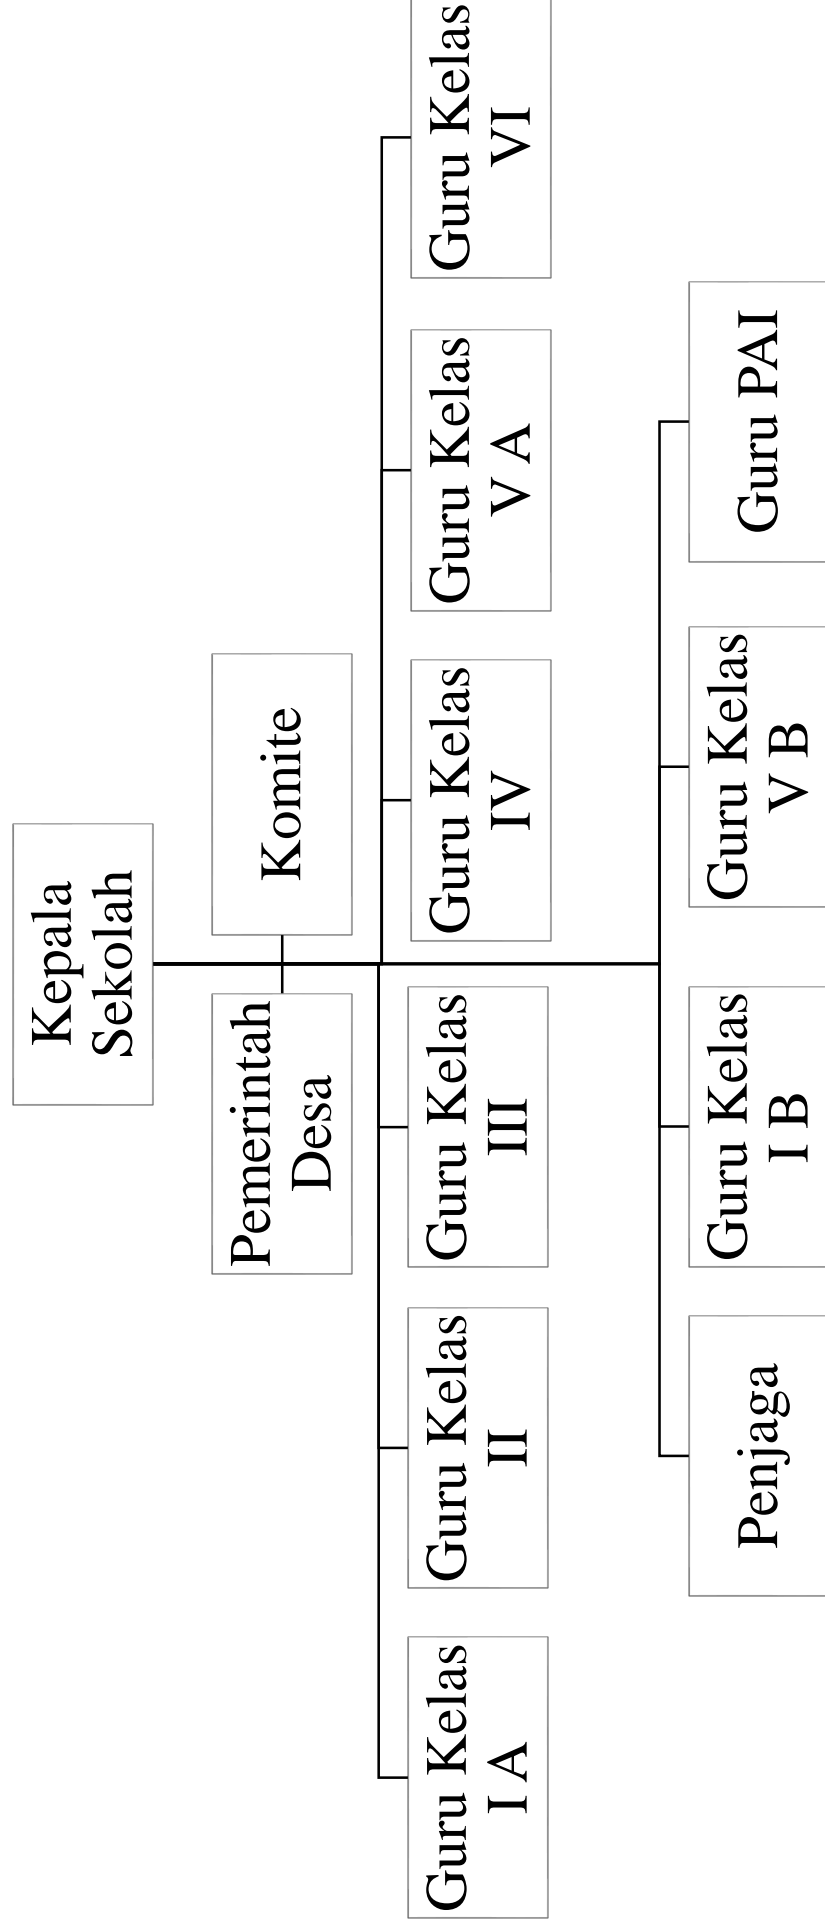 Kepala
Sekolah
Pemerintah
Desa
Komite
Guru Kelas
I A
Guru Kelas
II
Guru Kelas
III
Guru Kelas
IV
Guru Kelas
V A
Guru Kelas
VI
Penjaga
Guru Kelas
I B
Guru Kelas
V B
Guru PAI